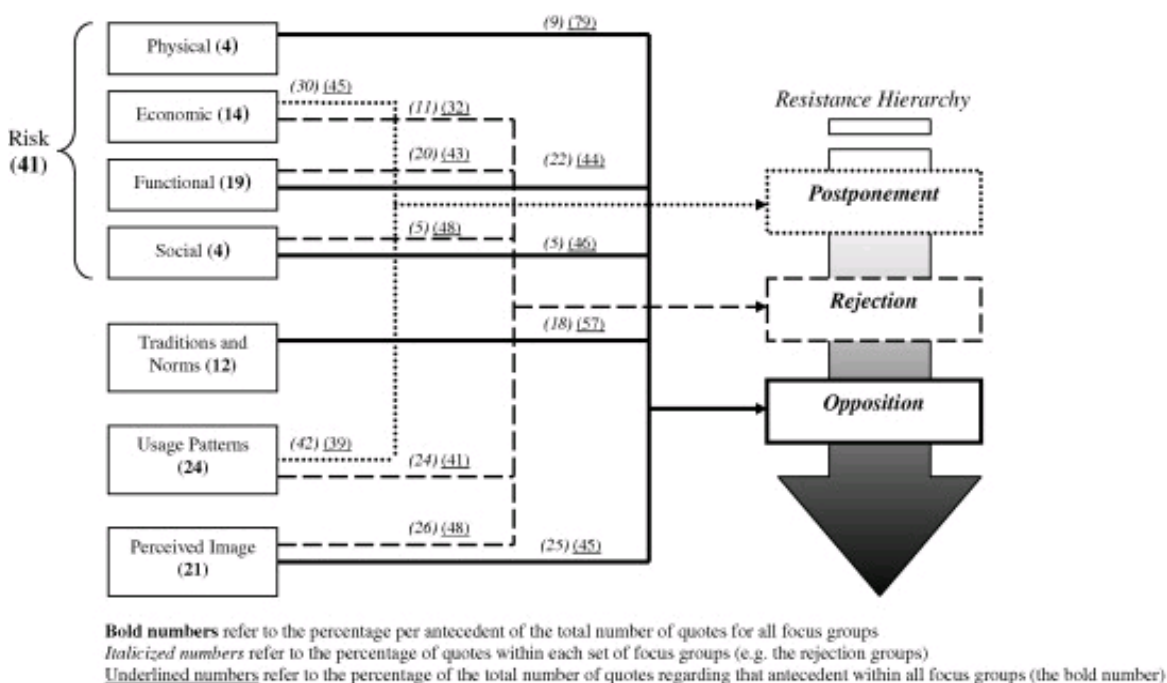 (9) (79)
Physical (4)
(30) (45)
Resistance Hierarchy
Economic (14)
(11) (32)
Risk
(41)
(20) (43)
(22) (44)
Functional (19)
Postponement
(5) (48)
(5) (46)
Social (4)
Rejection
(18) (57)
Traditions and
Norms (12)
Opposition
Usage Patterns
(24)
(42) (39)
(24) (41)
(26) (48)
Perceived Image
(21)
(25) (45)
Bold numbers refer to the percentage per antecedent of the total number of quotes for all focus groups
Italicized numbers refer to the percentage of quotes within each set of focus groups (e.g. the rejection groups)
Underlined numbers refer to the percentage of the total number of quotes regarding that antecedent within all focus groups (the bold number)